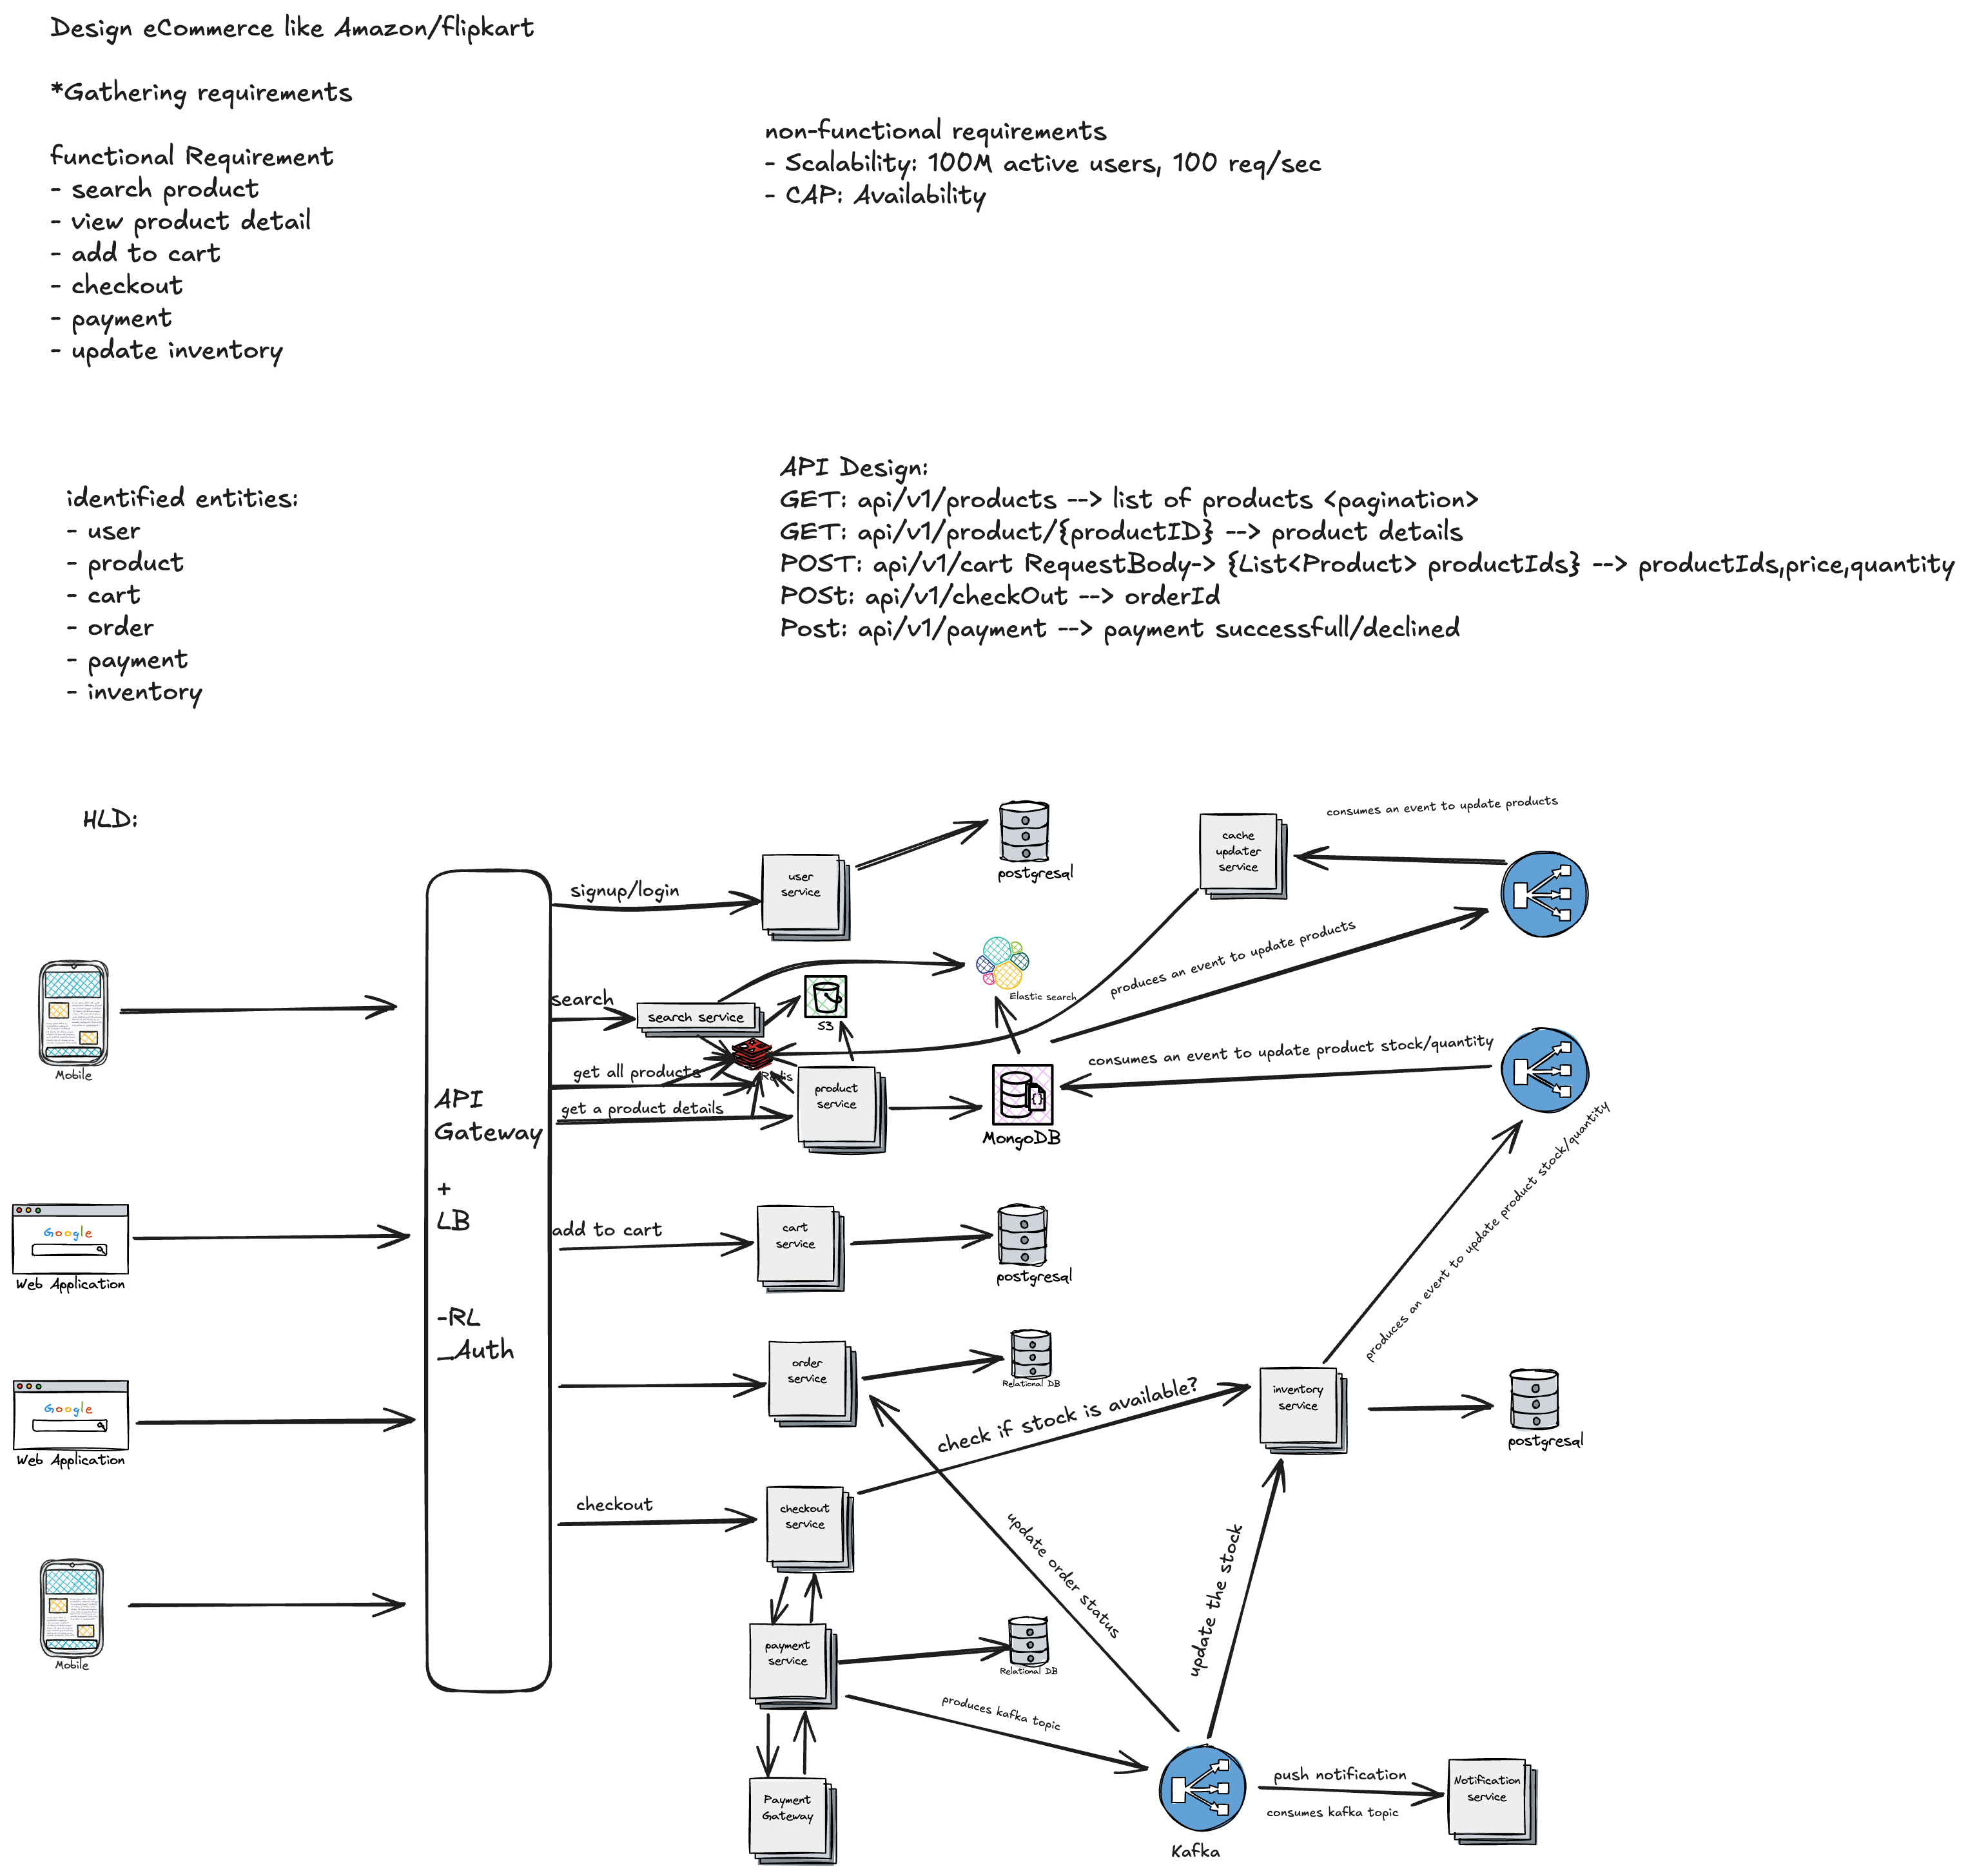 Design eCommerce like Amazon/flipkart
*Gathering requirements
functional Requirement
- search product
- view product detail
- add to cart
- checkout
- payment
- update inventory
non-functional requirements
- Scalability: 100M active users, 100 req/sec
- CAP: Availability
identified entities:
- user
- product
- cart
- order
- payment
- inventory
API Design:
GET: api/v1/products --> list of products <pagination>
GET: api/v1/product/{productID} --> product details
POST: api/v1/cart RequestBody-> {List<Product> productIds} --> productIds,price,quantity
POSt: api/v1/checkOut --> orderId
Post: api/v1/payment --> payment successfull/declined
HLD:
Mobile
Google
Web Application
Google
Web Application
Mobile
API
Gateway
+
LB
-RL
_Auth
signup/login
user
service
postgresql
cache
updater
service
consumes an event to update products
produces an event to update products
search
search service
S3
Elastic search
Redis
get all products
get a product details
product
service
MongoDB
consumes an event to update product stock/quantity
produces an event to update product stock/quantity
add to cart
cart
service
postgresql
order
service
Relational DB
check if stock is available?
inventory
service
postgresql
checkout
checkout
service
update order status
update the stock
payment
service
Relational DB
produces kafka topic
Payment
Gateway
Kafka
push notification
consumes kafka topic
Notification
service